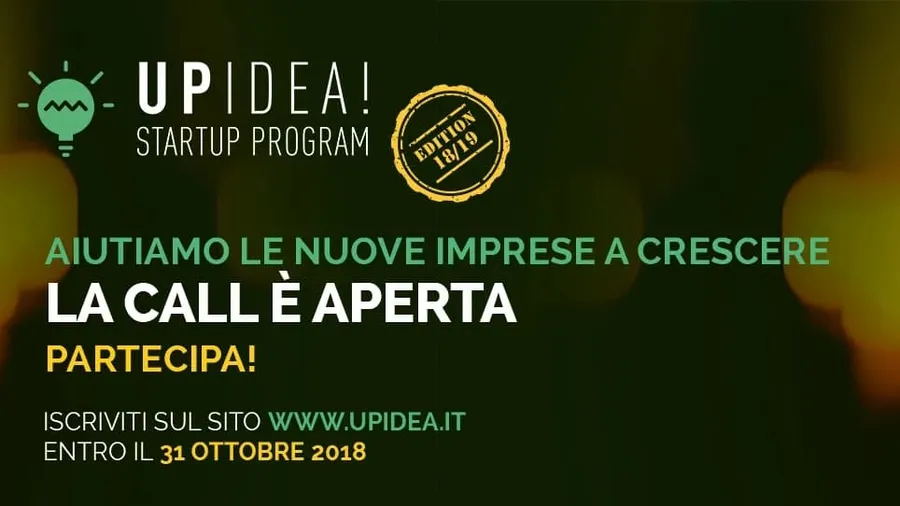 UPIDEA!
STARTUP PROGRAM
EDITION
18/19
AIUTIAMO LE NUOVE IMPRESE A CRESCERE
LA CALL È APERTA
PARTECIPA!
ISCRIVITI SUL SITO WWW.UPIDEA.IT
ENTRO IL 31 OTTOBRE 2018